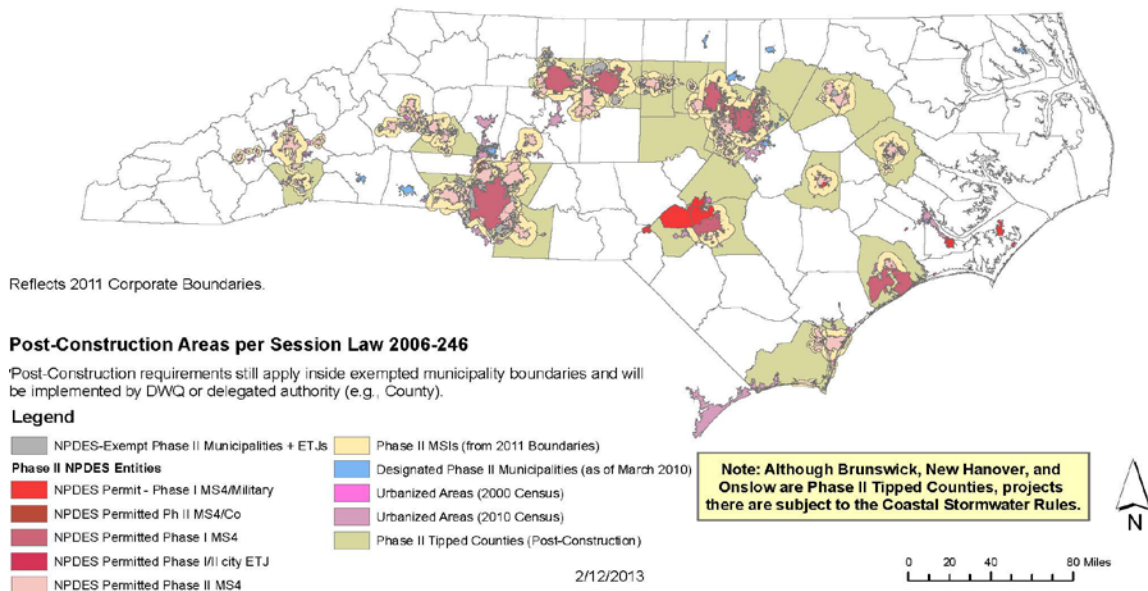 Reflects 2011 Corporate Boundaries.
Post-Construction Areas per Session Law 2006-246
'Post-Construction requirements still apply inside exempted municipality boundaries and will
be implemented by DWQ or delegated authority (e.g., County).
Legend
NPDES-Exempt Phase II Municipalities + ETJs
Phase II NPDES Entities
NPDES Permit - Phase I MS4/Military
NPDES Permitted Ph II MS4/Co
NPDES Permitted Phase I MS4
NPDES Permitted Phase I/II city ETJ
NPDES Permitted Phase II MS4
Phase II MSIs (from 2011 Boundaries)
Designated Phase II Municipalities (as of March 2010)
Urbanized Areas (2000 Census)
Urbanized Areas (2010 Census)
Phase II Tipped Counties (Post-Construction)
2/12/2013
Note: Although Brunswick, New Hanover, and
Onslow are Phase II Tipped Counties, projects
there are subject to the Coastal Stormwater Rules.
N
0 20 40 80 Miles